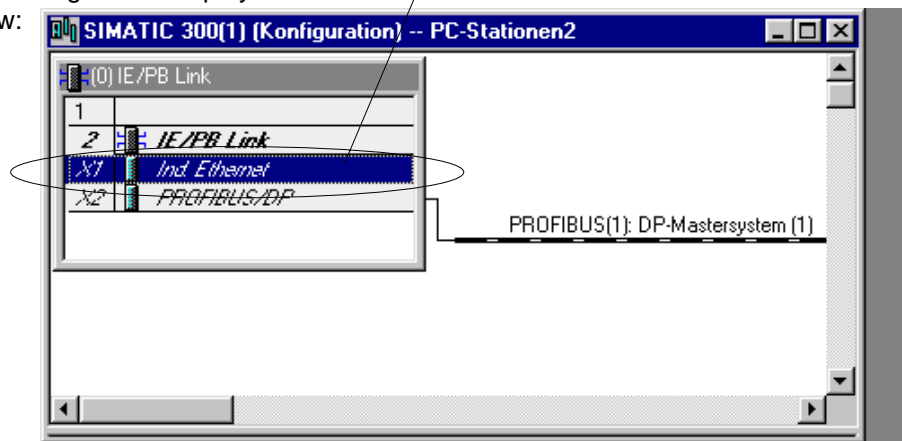 w:
SIMATIC 300(1) (Konfiguration) -- PC-Stationen2
(0) IE/PB Link
1
2 IE/PB Link
X1 Ind. Ethernet
X2 PROFIBUS/DP
PROFIBUS(1): DP-Mastersystem (1)